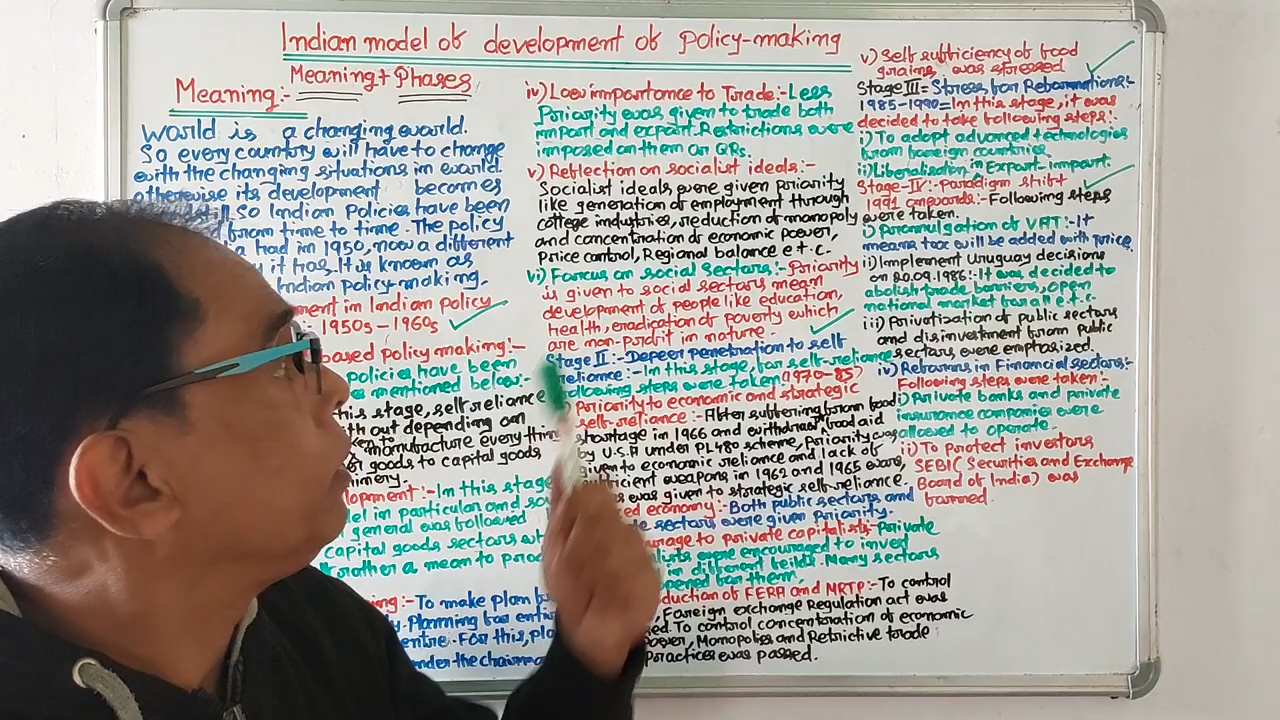 Indian model of development of policy-making
Meaning + Phases
Meaning:-
World is a changing world.
So every country will have to change
with the changing situations in world.
otherwise its development becomes
So Indian Policies have been
from time to time. The policy
had in 1950, now a different
it has. It is known as
Indian Policy-making.
in Indian policy
1950s-1960s
based policy making:-
policies have been
mentioned below:-
this stage, self reliance
without depending on
to manufacture everything
goods to capital goods
:-In this stage
in particular and
general was followed
capital goods sectors
rather a mean to
:-To make plan
Planning for
For this,
under the
iv) Low importance to Trade:-Less
Priority was given to trade both
import and export. Restrictions were
imposed on them or QRs.
v) Reflection on socialist ideals:-
Socialist ideals were given priority
like generation of employment through
cottage industries, reduction of monopoly
and concentration of economic power,
Price control, Regional balance e.t.c.
vi) Forcus on social Sectors:-Priority
is given to social sectors mean
development of people like education,
health, eradication of poverty which
are non-profit in nature.
Stage II:-Depeer penetration to self
reliance:-In this stage, for self-reliance
following steps were taken (1970-85)
Priority to economic and strategic
self-reliance:-After suffering from food
shortage in 1966 and withdraw food aid
by U.S.A under PL480 scheme, Priority was
given to economic reliance and lack of
sufficient weapons in 1962 and 1965 wars,
was given to strategic self-reliance.
economy:-Both public sectors and
sectors were given Priority.
to private capitalists:-Private
were encouraged to invest
in different feilds. Many sectors
opened for them.
of FERA and MRTP:-To control
Foreign exchange Regulation act was
To control concentration of economic
Power, Monopolies and Retrictive trade
Practices was passed.
v) Self sufficiency of food
grains was stressed
Stage III=Stress for Reformations:-
1985-1990=In this stage, it was
decided to take following steps:-
i) To adopt advanced technologies
from foreign countries.
ii) Liberalisation in Export-import.
Stage-IV:-Paradigm shift
1991 onwards:-Following steps
were taken.
i) Promulgation of VAT:-It
means tax will be added with price.
ii) Implement Uruguay decisions
on 20.09.1986:-It was decided to
abolish trade barriers, open
national market for all e.t.c.
iii) Privatization of public sectors
and disinvestment from public
sectors were emphasized.
iv) Reforms in Financial sectors:-
Following steps were taken:-
i) Private banks and private
insurance companies were
allowed to operate.
ii) To protect investors
SEBI(Securities and Exchange
Board of India) was
formed.